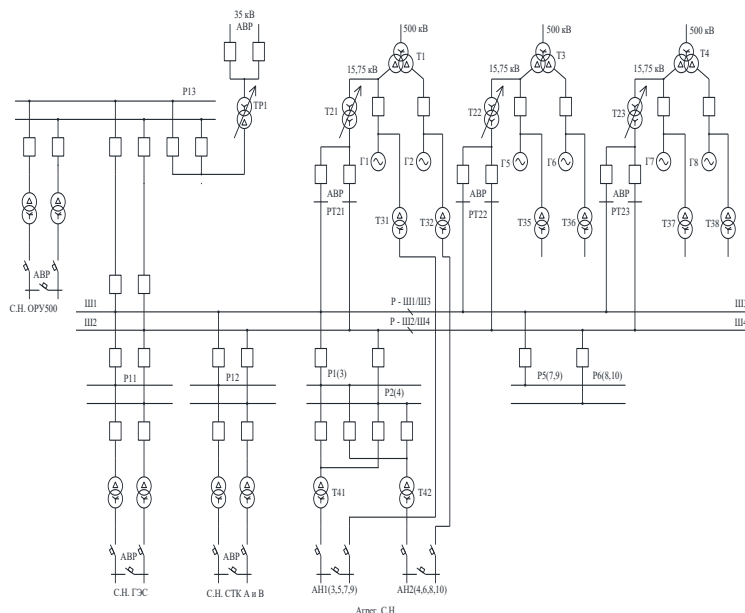 35 кВ
АВР
500 кВ
500 кВ
500 кВ
Т1
Т3
Т4
15,75 кВ
15,75 кВ
15,75 кВ
Р13
ТР1
Т21
Т22
Т23
Г1
Г2
Г5
Г6
Г7
Г8
АВР
АВР
АВР
РТ21
РТ22
РТ23
Т31
Т32
Т35
Т36
Т37
Т38
АВР
С.Н. ОРУ500
Ш1
Р - Ш1/Ш3
Ш3
Ш2
Р - Ш2/Ш4
Ш4
Р11
Р12
Р1(3)
Р2(4)
Р5(7,9)
Р6(8,10)
Т41
Т42
АВР
АВР
С.Н. ГЭС
С.Н. СТК А и В
АН1(3,5,7,9)
АН2(4,6,8,10)
Агрег. С.Н.